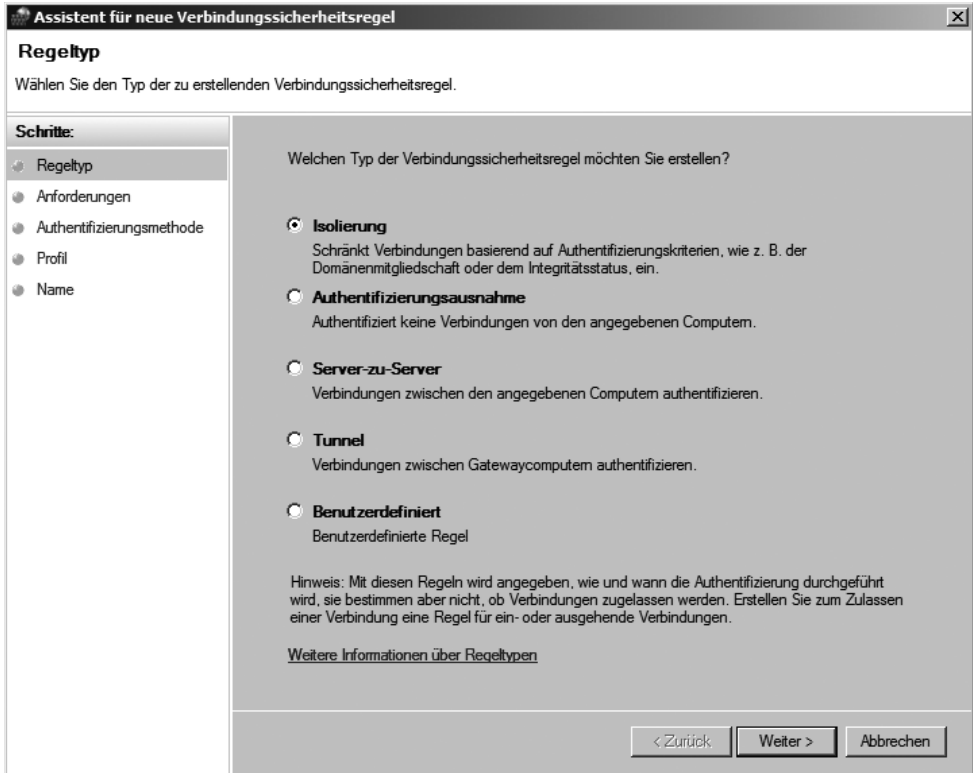 Assistent für neue Verbindungssicherheitsregel
Regeltyp
Wählen Sie den Typ der zu erstellenden Verbindungssicherheitsregel.
Schritte:
Regeltyp
Anforderungen
Authentifizierungsmethode
Profil
Name
Welchen Typ der Verbindungssicherheitsregel möchten Sie erstellen?
Isolierung
Schränkt Verbindungen basierend auf Authentifizierungskriterien, wie z. B. der
Domänenmitgliedschaft oder dem Integritätsstatus, ein.
Authentifizierungsausnahme
Authentifiziert keine Verbindungen von den angegebenen Computern.
Server-zu-Server
Verbindungen zwischen den angegebenen Computern authentifizieren.
Tunnel
Verbindungen zwischen Gatewaycomputern authentifizieren.
Benutzerdefiniert
Benutzerdefinierte Regel
Hinweis: Mit diesen Regeln wird angegeben, wie und wann die Authentifizierung durchgeführt
wird, sie bestimmen aber nicht, ob Verbindungen zugelassen werden. Erstellen Sie zum Zulassen
einer Verbindung eine Regel für ein- oder ausgehende Verbindungen.
Weitere Informationen über Regeltypen
< Zurück Weiter > Abbrechen